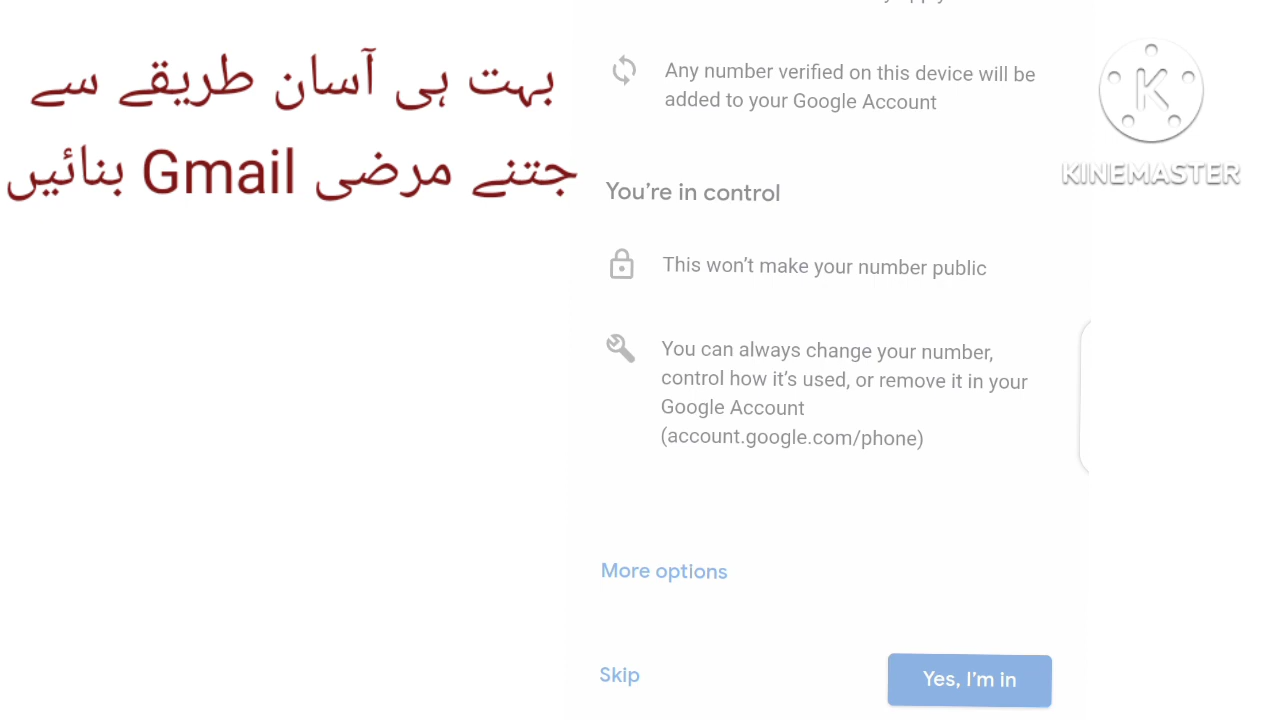 بہت ہی آسان طریقے سے
جتنے مرضی Gmail بنائیں
Any number verified on this device will be
added to your Google Account
You're in control
This won't make your number public
You can always change your number,
control how it's used, or remove it in your
Google Account
(account.google.com/phone)
More options
Skip
Yes, I'm in
K
KINEMASTER